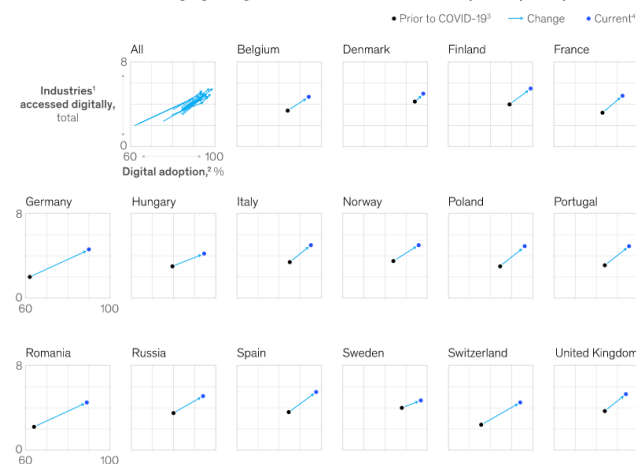 Prior to COVID-19³ Change Current⁴
All Belgium Denmark Finland France
8
Industries¹
accessed digitally,
total
0
60 100
Digital adoption,² %
Germany Hungary Italy Norway Poland Portugal
8
0
60 100
Romania Russia Spain Sweden Switzerland United Kingdom
8
0
60 100